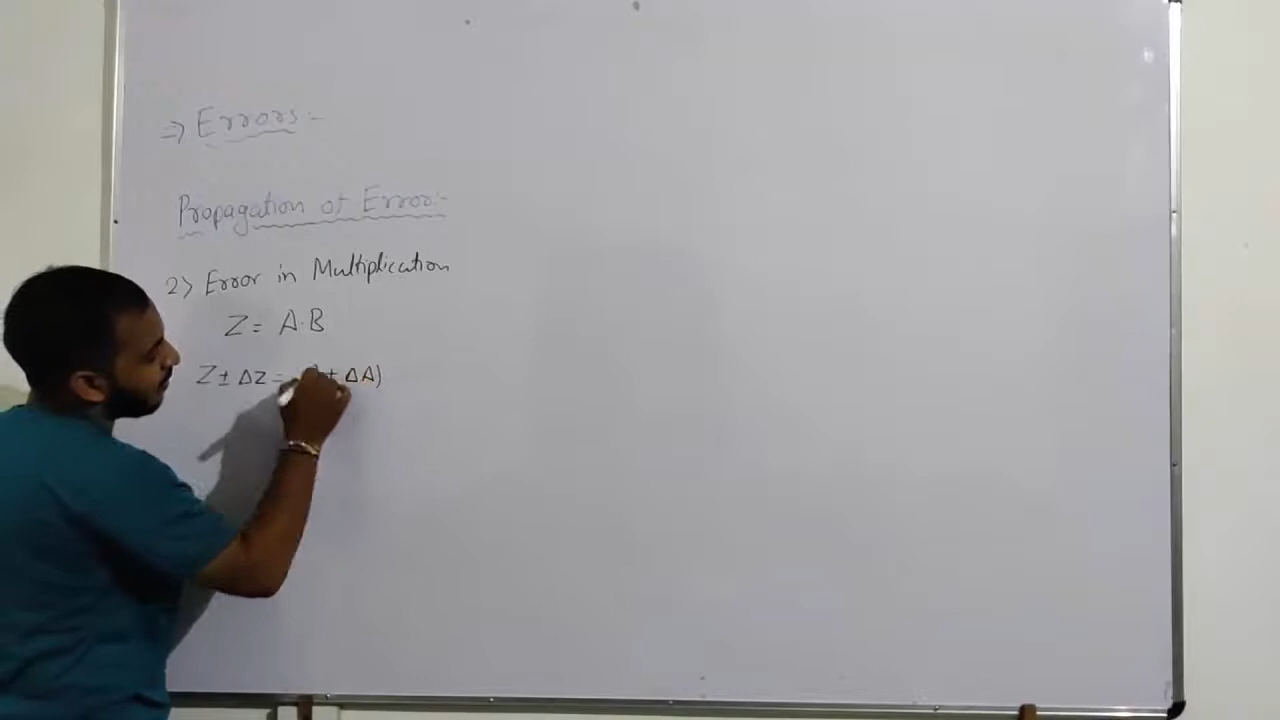 ⇒ Errors:-
Propagation of Error:-
2) Error in Multiplication
Z = A·B
Z ± ΔZ = ± ΔA)